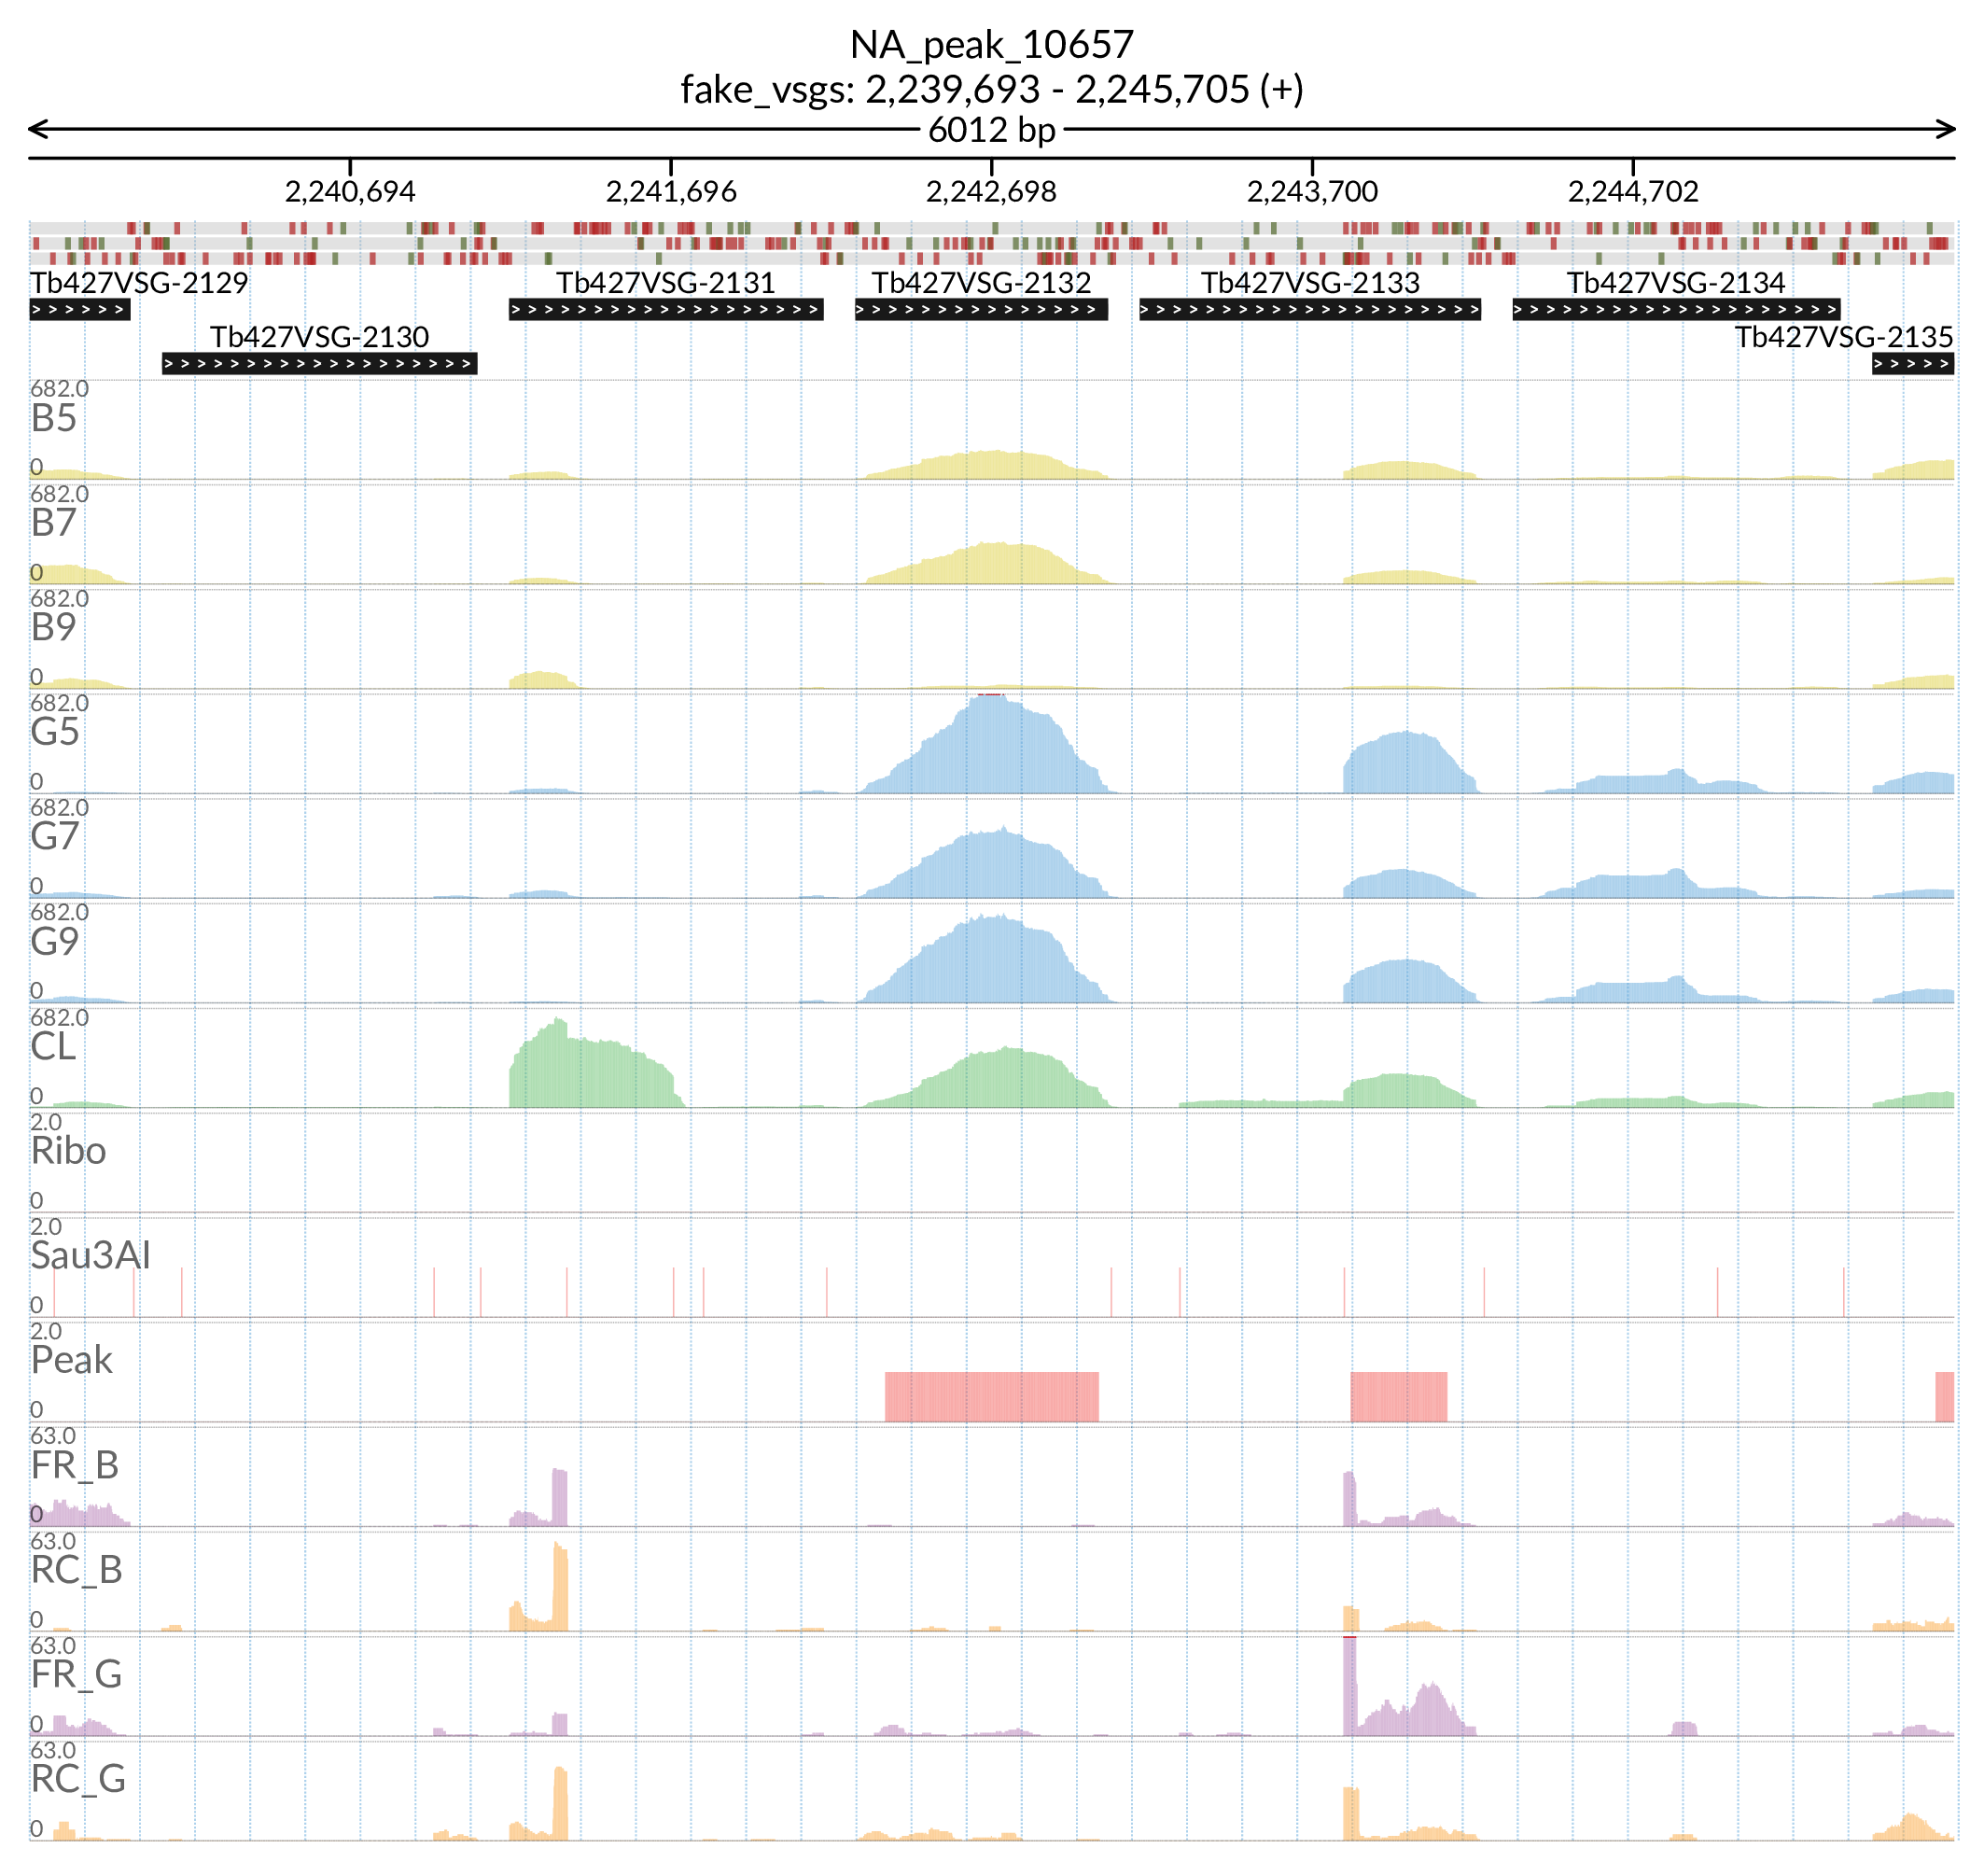 NA_peak_10657
fake_vsgs: 2,239,693 - 2,245,705 (+)
6012 bp
2,240,694 2,241,696 2,242,698 2,243,700 2,244,702
Tb427VSG-2129 Tb427VSG-2131 Tb427VSG-2132 Tb427VSG-2133 Tb427VSG-2134
Tb427VSG-2130 Tb427VSG-2135
682.0
B5
0
682.0
B7
0
682.0
B9
0
682.0
G5
0
682.0
G7
0
682.0
G9
0
682.0
CL
0
2.0
Ribo
0
2.0
Sau3AI
0
2.0
Peak
0
63.0
FR_B
0
63.0
RC_B
0
63.0
FR_G
0
63.0
RC_G
0